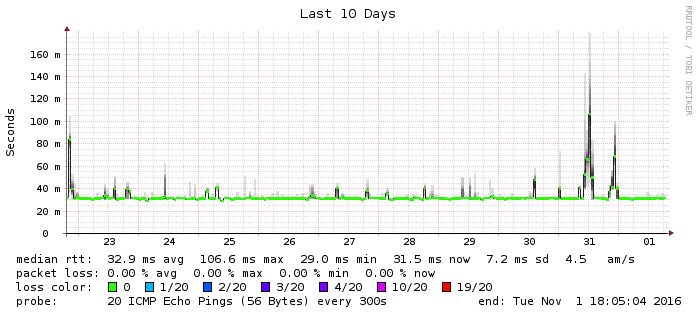 Last 10 Days
RRDTOOL / TOBI OETIKER
Seconds
160 m
140 m
120 m
100 m
80 m
60 m
40 m
20 m
0
23 24 25 26 27 28 29 30 31 01
median rtt: 32.9 ms avg 106.6 ms max 29.0 ms min 31.5 ms now 7.2 ms sd 4.5 am/s
packet loss: 0.00 % avg 0.00 % max 0.00 % min 0.00 % now
loss color: 0 1/20 2/20 3/20 4/20 10/20 19/20
probe: 20 ICMP Echo Pings (56 Bytes) every 300s end: Tue Nov 1 18:05:04 2016